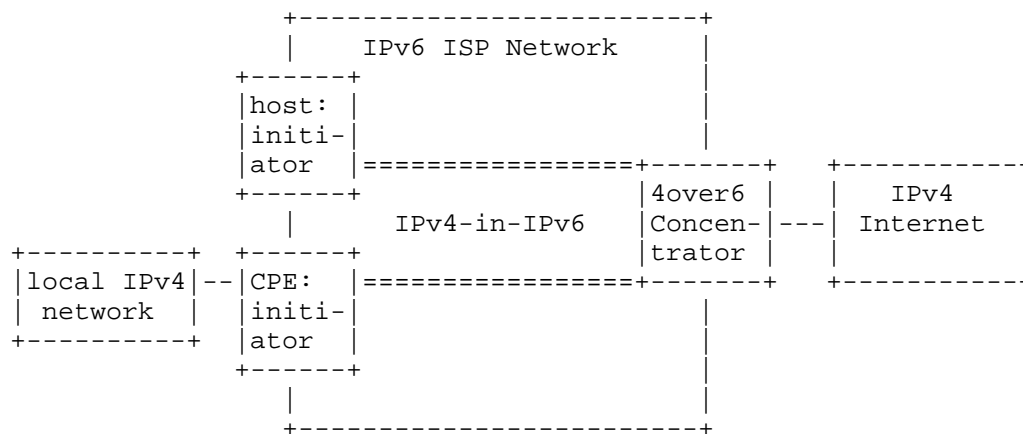 IPv6 ISP Network
host:
initi-
ator
4over6
Concen-
trator
IPv4
Internet
IPv4-in-IPv6
local IPv4
network
CPE:
initi-
ator